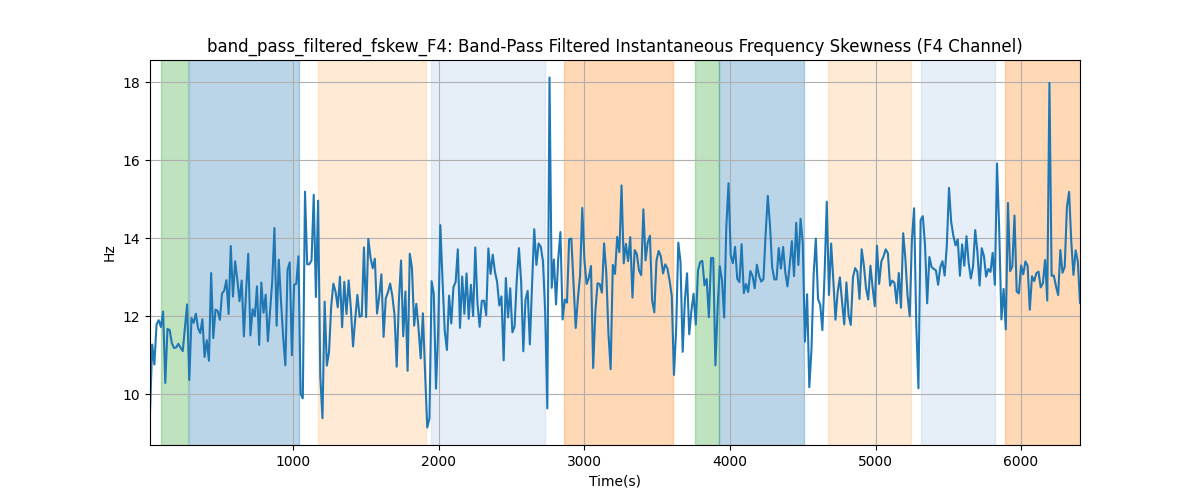 band_pass_filtered_fskew_F4: Band-Pass Filtered Instantaneous Frequency Skewness (F4 Channel)
18
16
14
12
10
Hz
1000 2000 3000 4000 5000 6000
Time(s)